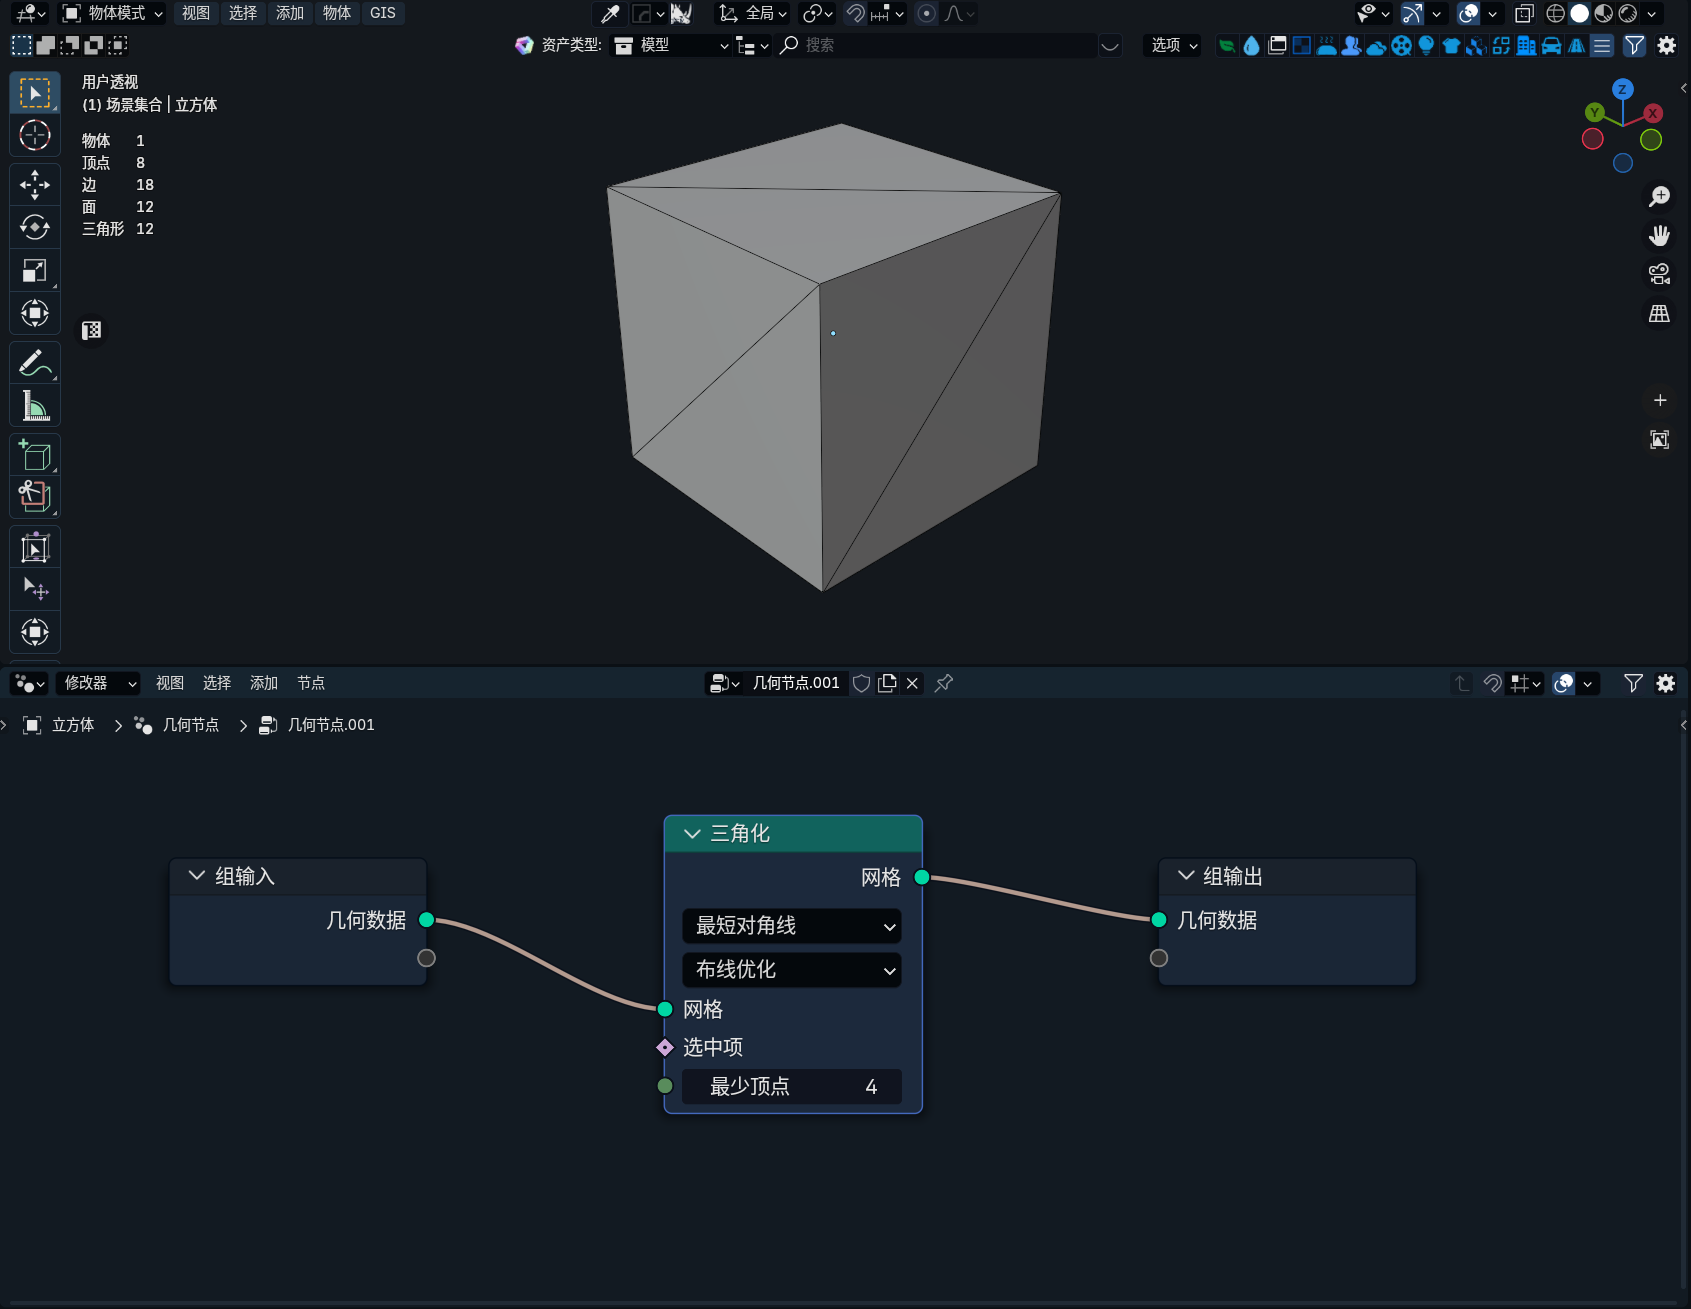 物体模式 视图 选择 添加 物体 GIS 全局
资产类型: 模型 搜索 选项
用户透视
(1) 场景集合 | 立方体
物体 1
顶点 8
边 18
面 12
三角形 12
Z
Y X
修改器 视图 选择 添加 节点 几何节点.001
立方体 几何节点 几何节点.001
三角化
网格
最短对角线
布线优化
网格
选中项
最少顶点 4
组输入
几何数据
组输出
几何数据